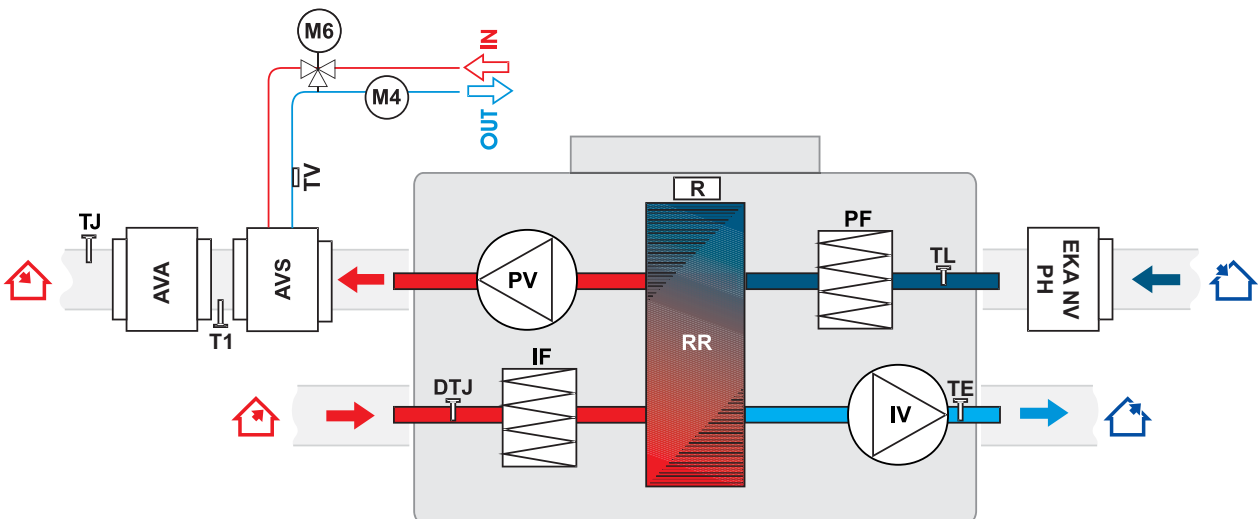 M6
IN
M4
OUT
TV
R
TJ
PF
EKA NV
PH
TL
AVA
AVS
PV
T1
RR
IF
DTJ
TE
IV